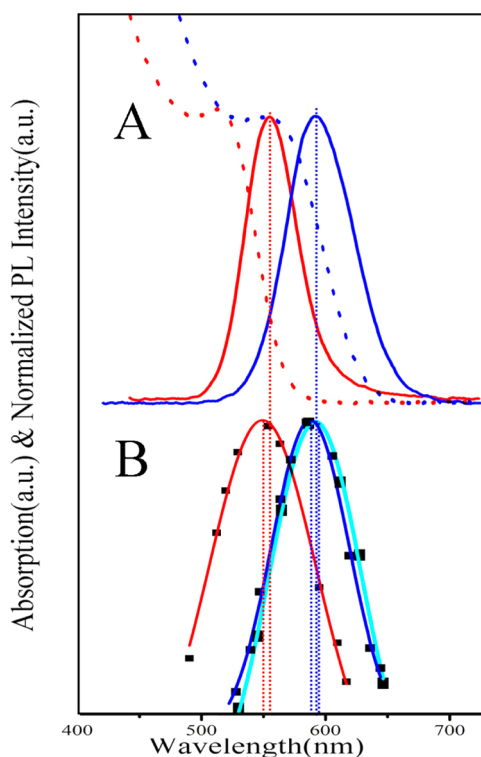 Absorption(a.u.) & Normalized PL Intensity(a.u.)
A
B
400 500 600 700
Wavelength(nm)